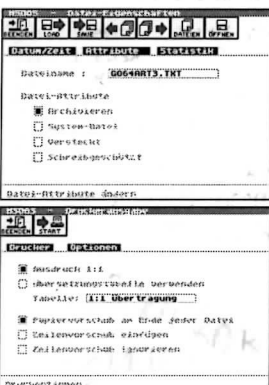 MSDOS - Datei-Eigenschaften
BEENDEN LOAD SAVE DATEIEN ÖFFNEN
Datum/Zeit Attribute Statistik
Dateiname : GO64ART3.TXT
Datei-Attribute
Archivieren
System-Datei
Versteckt
Schreibgeschützt
Datei-Attribute ändern
MSDOS - Druckerausgabe
BEENDEN START
Drucker Optionen
Ausdruck 1:1
Übersetzungstabelle verwenden
Tabelle: 1:1 Übertragung
Papiervorschub am Ende jeder Datei
Zeilenvorschub einfügen
Zeilenvorschub ignorieren